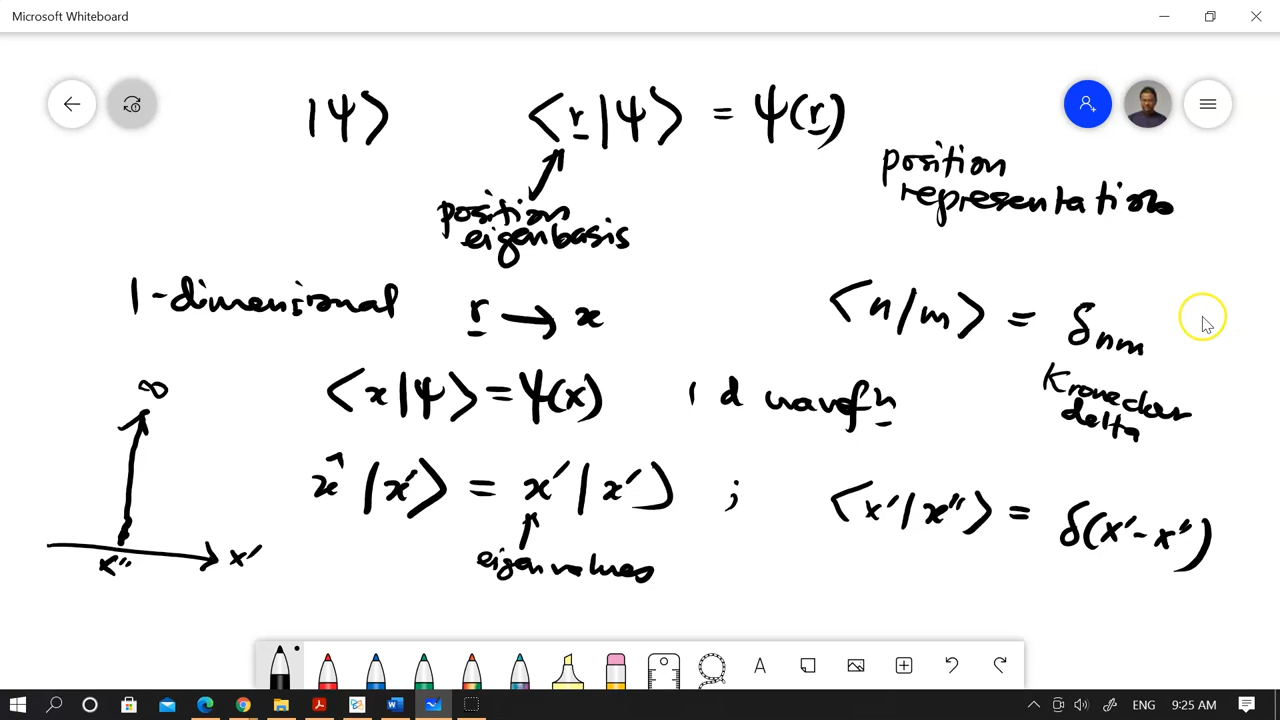 Microsoft Whiteboard
|ψ⟩ ⟨r|ψ⟩ = ψ(r)
position
representation
position
eigenbasis
1-dimensional r → x ⟨n|m⟩ = δnm
Kronecker
delta
∞ ⟨x|ψ⟩ = ψ(x) 1 d wavefn
x̂ |x'⟩ = x' |x'⟩ ; ⟨x'|x''⟩ = δ(x'-x'')
x'' x' eigenvalues
ENG 9:25 AM